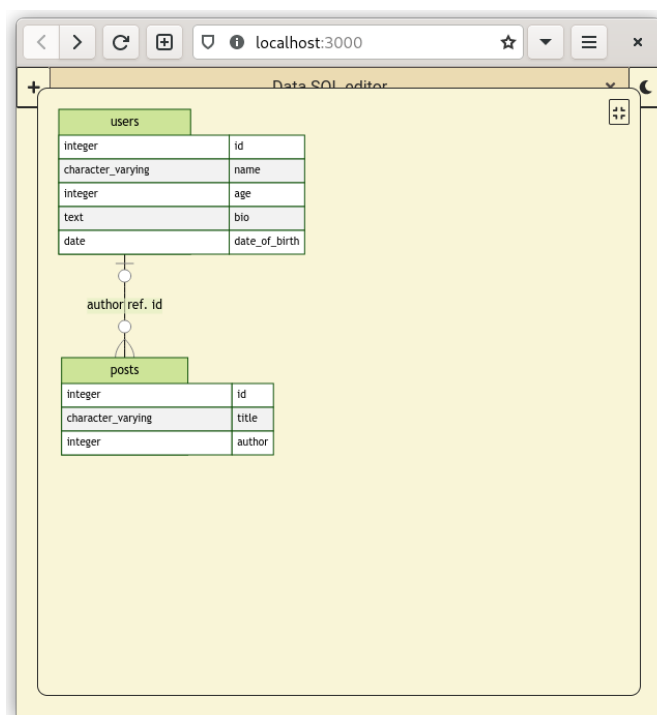 localhost:3000
Data SQL editor
users
integer id
character_varying name
integer age
text bio
date date_of_birth
author ref. id
posts
integer id
character_varying title
integer author